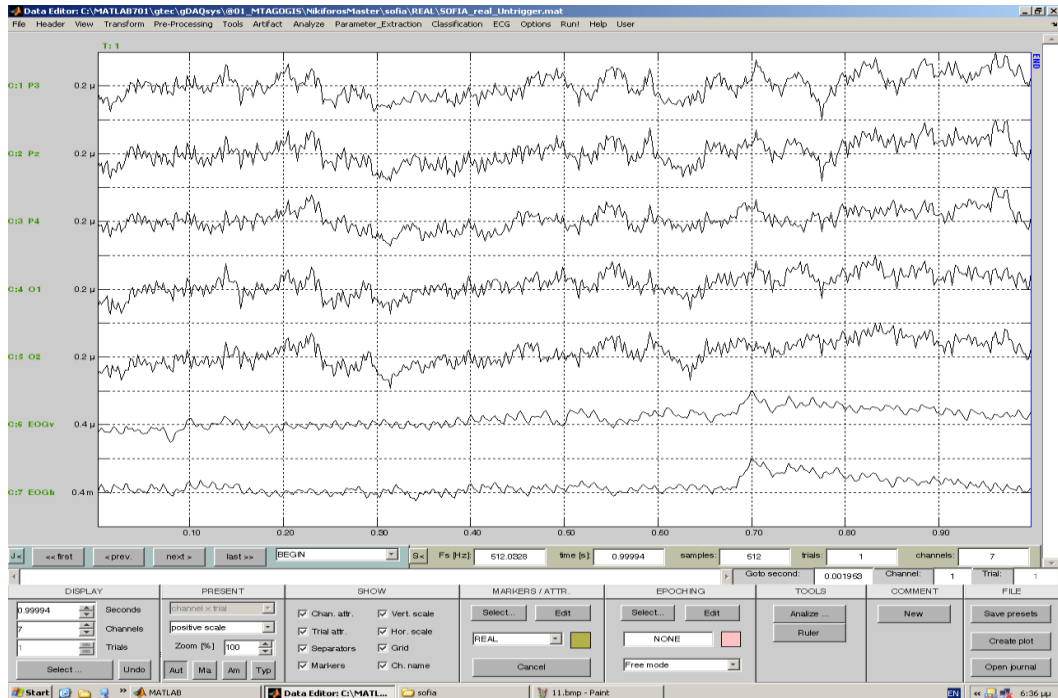 Data Editor: C:\MATLAB701\gtec\gDAQsys\@01_MTAGOGIS\NikiforosMaster\sofia\REAL\SOFIA_real_Untrigger.mat
File Header View Transform Pre-Processing Tools Artifact Analyze Parameter_Extraction Classification ECG Options Run! Help User
T: 1
END
C:1 P3 0.2 µ
C:2 Pz 0.2 µ
C:3 P4 0.2 µ
C:4 O1 0.2 µ
C:5 O2 0.2 µ
C:6 EOGv 0.4 µ
C:7 EOGh 0.4 m
0.10 0.20 0.30 0.40 0.50 0.60 0.70 0.80 0.90
J< << first < prev. next > last >> BEGIN S< Fs [Hz]: 512.0328 time [s]: 0.99994 samples: 512 trials: 1 channels: 7
Goto second: 0.001953 Channel: 1 Trial: 1
DISPLAY PRESENT SHOW MARKERS / ATTR. EPOCHING TOOLS COMMENT FILE
0.99994 Seconds channel x trial Chan. attr. Vert. scale Select... Edit Select... Edit Analize ... New Save presets
7 Channels positive scale Trial attr. Hor. scale Ruler
1 Trials Zoom [%] 100 Separators Grid REAL NONE Create plot
Select ... Undo Aut Ma Am Typ Markers Ch. name Cancel Free mode Open journal
Start » MATLAB Data Editor: C:\MATL... sofia 11.bmp - Paint EN « 6:36 μμ